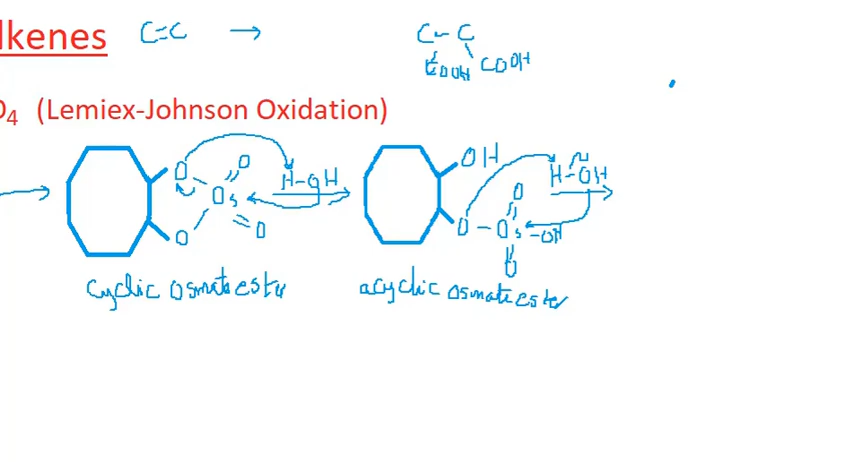 lkenes C=C → C-C
COOH COOH
O₄ (Lemiex-Johnson Oxidation)
O O Os O O H-OH
OH O O-Os-OH O H-OH
cyclic osmate ester acyclic osmate ester